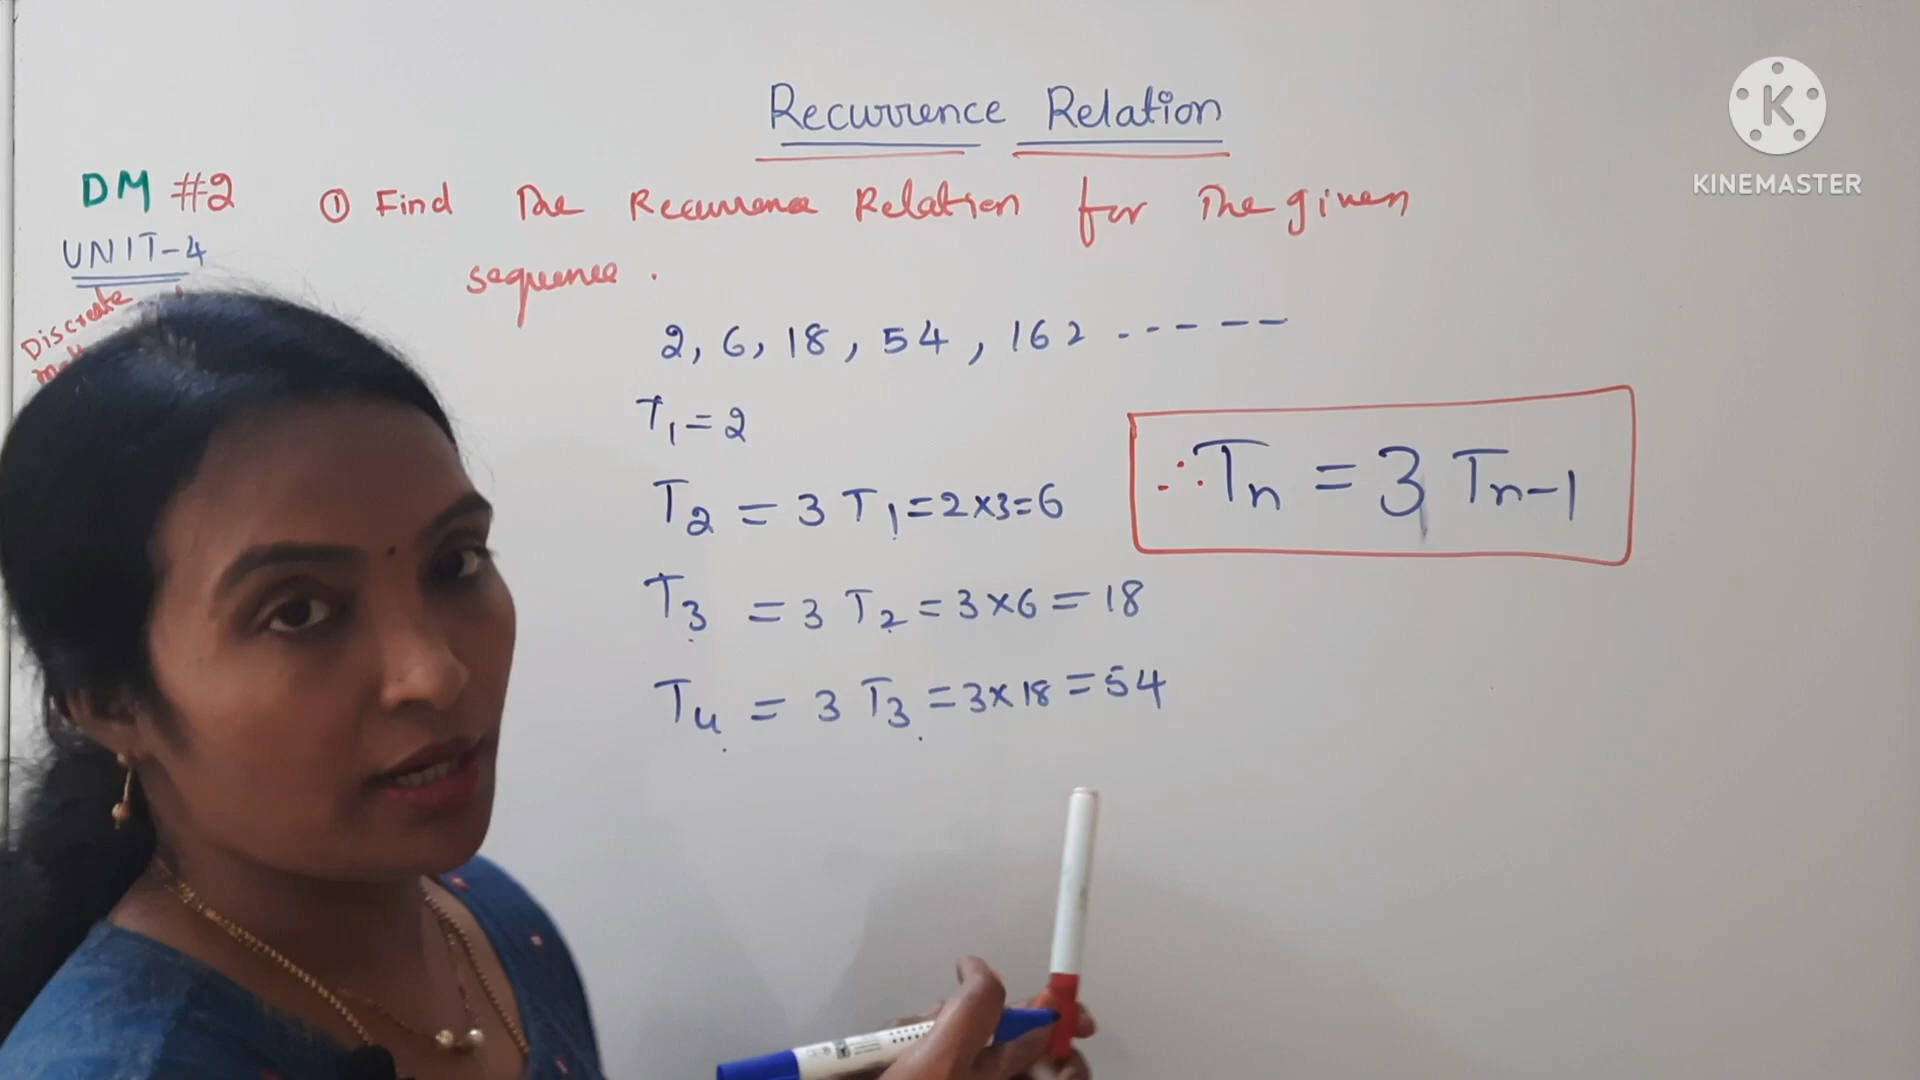 Recurrence Relation
KINEMASTER
DM #2
UNIT-4
Discreate
① Find The Recurrence Relation for The given
sequence.
2, 6, 18, 54, 162 ------
T₁ = 2
T₂ = 3 T₁ = 2×3=6
T₃ = 3 T₂ = 3×6 = 18
T₄ = 3 T₃ = 3×18 = 54
∴ Tₙ = 3 Tₙ₋₁